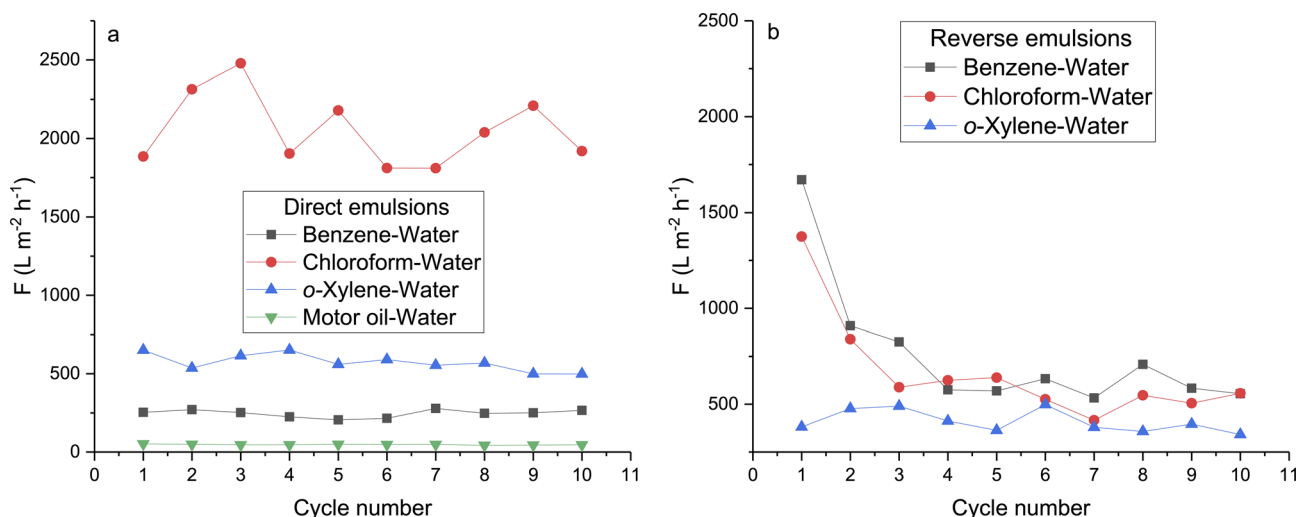 a
2500
2000
1500
1000
500
0
F (L m⁻² h⁻¹)
Direct emulsions
Benzene-Water
Chloroform-Water
o-Xylene-Water
Motor oil-Water
0 1 2 3 4 5 6 7 8 9 10 11
Cycle number
b
2500
2000
1500
1000
500
F (L m⁻² h⁻¹)
Reverse emulsions
Benzene-Water
Chloroform-Water
o-Xylene-Water
0 1 2 3 4 5 6 7 8 9 10 11
Cycle number